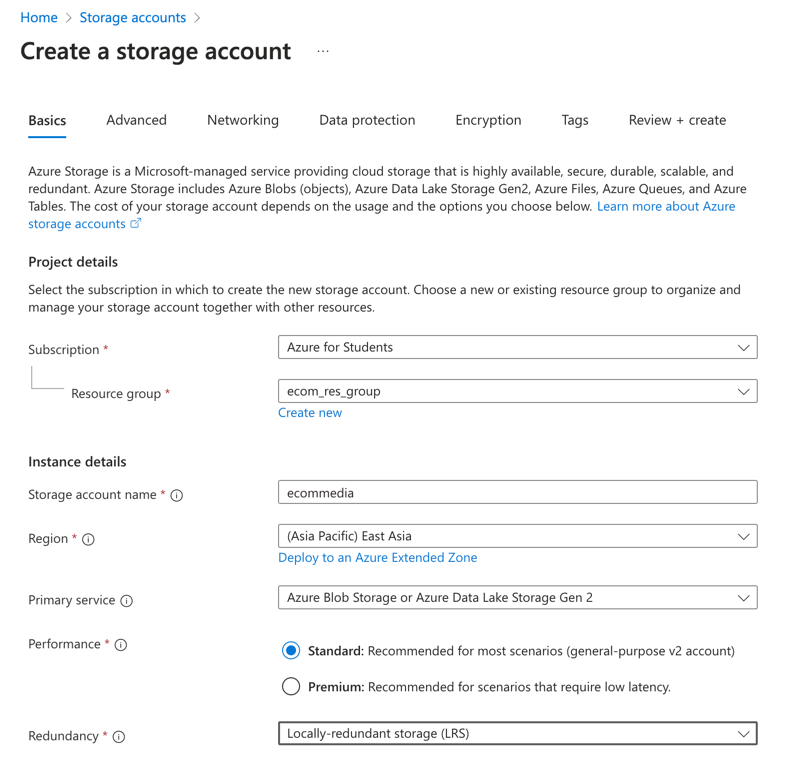 Home > Storage accounts >
Create a storage account ...
Basics Advanced Networking Data protection Encryption Tags Review + create
Azure Storage is a Microsoft-managed service providing cloud storage that is highly available, secure, durable, scalable, and
redundant. Azure Storage includes Azure Blobs (objects), Azure Data Lake Storage Gen2, Azure Files, Azure Queues, and Azure
Tables. The cost of your storage account depends on the usage and the options you choose below. Learn more about Azure
storage accounts
Project details
Select the subscription in which to create the new storage account. Choose a new or existing resource group to organize and
manage your storage account together with other resources.
Subscription * Azure for Students
Resource group * ecom_res_group
Create new
Instance details
Storage account name * ecommedia
Region * (Asia Pacific) East Asia
Deploy to an Azure Extended Zone
Primary service Azure Blob Storage or Azure Data Lake Storage Gen 2
Performance * Standard: Recommended for most scenarios (general-purpose v2 account)
Premium: Recommended for scenarios that require low latency.
Redundancy * Locally-redundant storage (LRS)